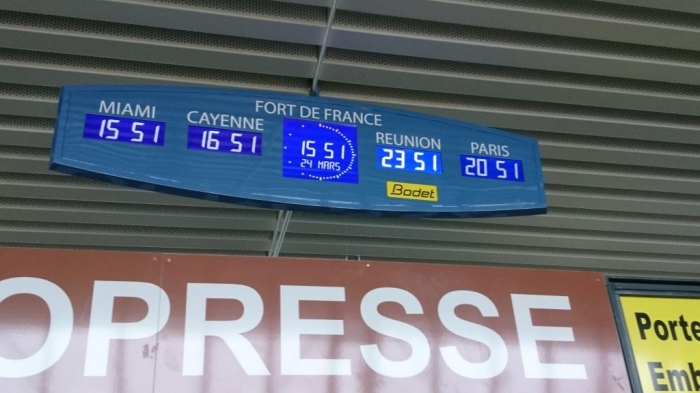 MIAMI
15 51
CAYENNE
16 51
FORT DE FRANCE
15 51
24 MARS
REUNION
23 51
Bodet
PARIS
20 51
OPRESSE
Porte
Emb